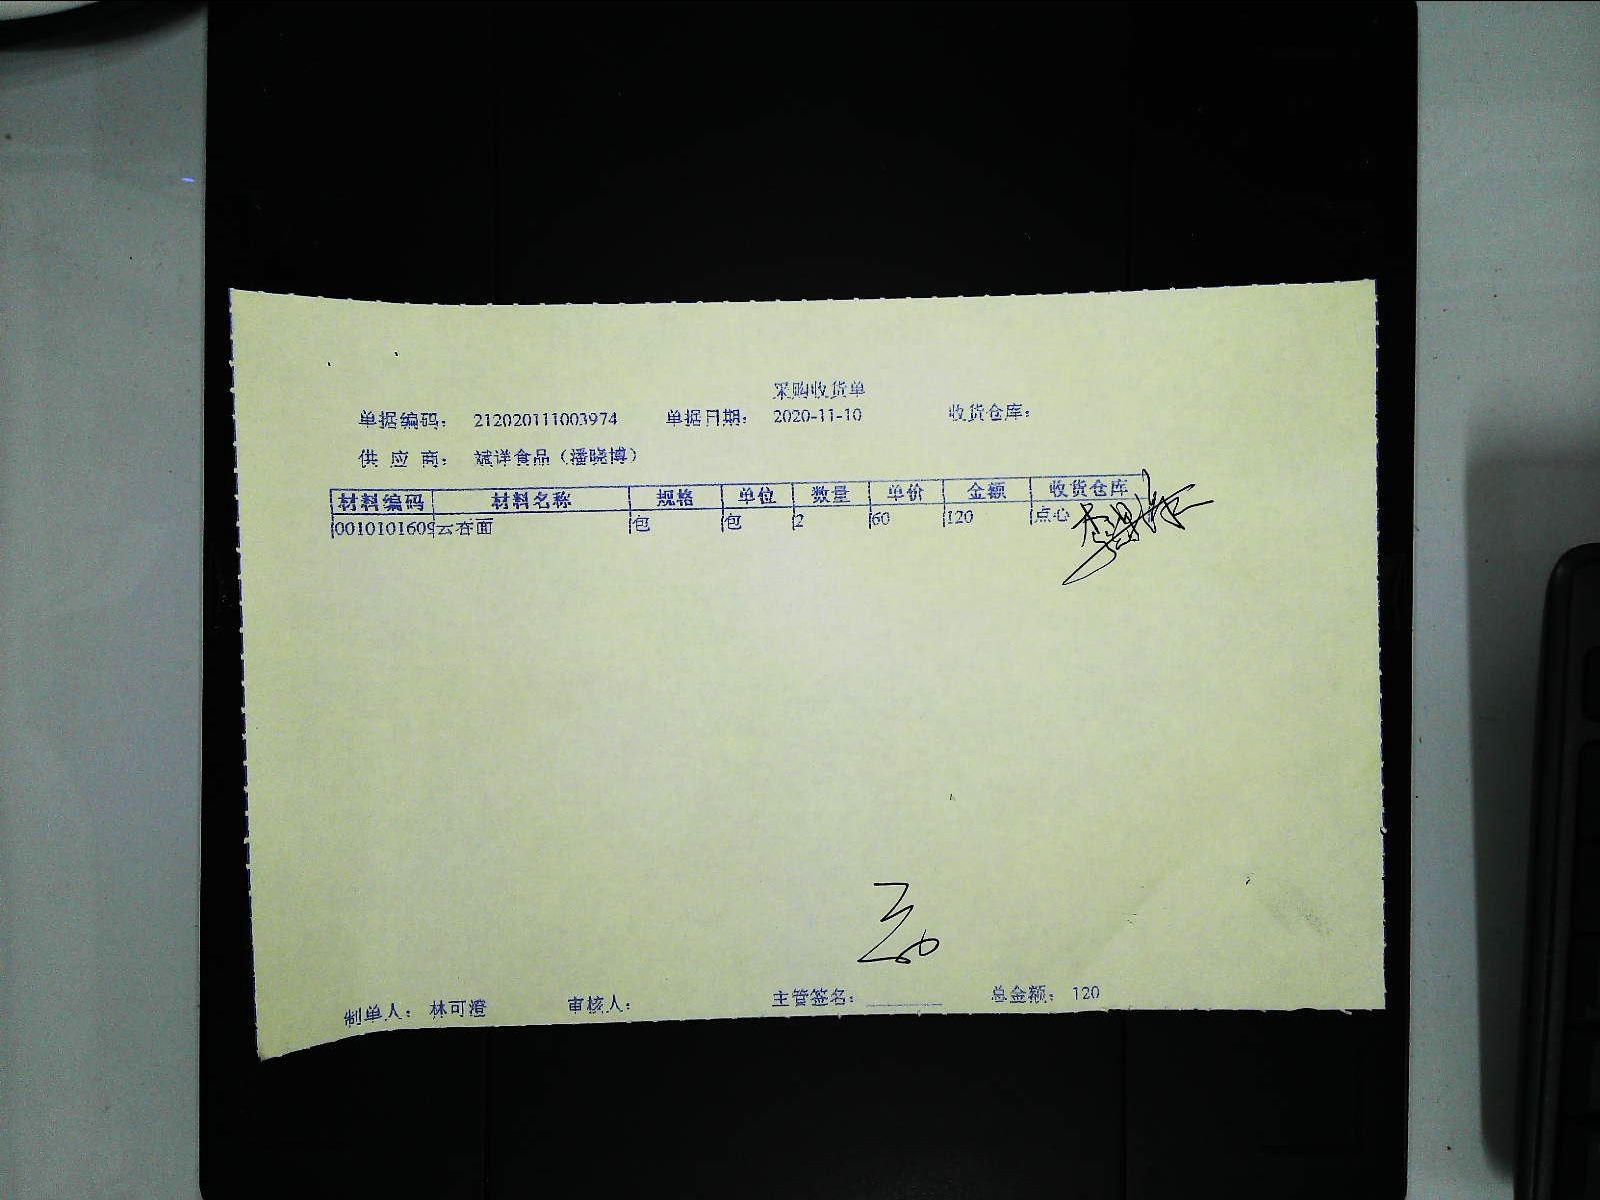 采购收货单
单据编码： 212020111003974 单据日期： 2020-11-10 收货仓库：
供 应 商： 斌洋食品（潘晓博）
材料编码 材料名称 规格 单位 数量 单价 金额 收货仓库
0010101609 云吞面 包 包 2 60 120 点心
制单人： 林可澄 审核人： 主管签名： 总金额： 120